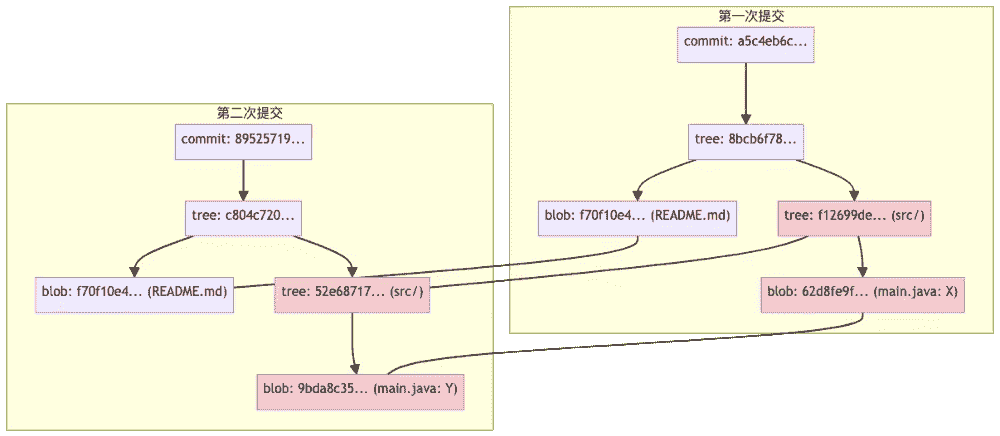 第一次提交
commit: a5c4eb6c...
tree: 8bcb6f78...
blob: f70f10e4... (README.md)
tree: f12699de... (src/)
blob: 62d8fe9f... (main.java: X)
第二次提交
commit: 89525719...
tree: c804c720...
blob: f70f10e4... (README.md)
tree: 52e68717... (src/)
blob: 9bda8c35... (main.java: Y)